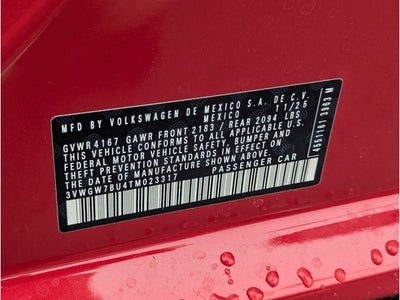 MFD BY VOLKSWAGEN DE MEXICO S.A. DE C.V.
MEXICO 11/25
GVWR4167 GAWR FRONT 2183 / REAR 2094 LBS
THIS VEHICLE CONFORMS TO ALL APPLICABLE U.S.
FEDERAL MOTOR VEHICLE SAFETY, BUMPER, AND
THEFT PREVENTION STANDARDS IN EFFECT ON THE
DATE OF MANUFACTURE SHOWN ABOVE.
3VWGW7BU4TM023317 PASSENGER CAR